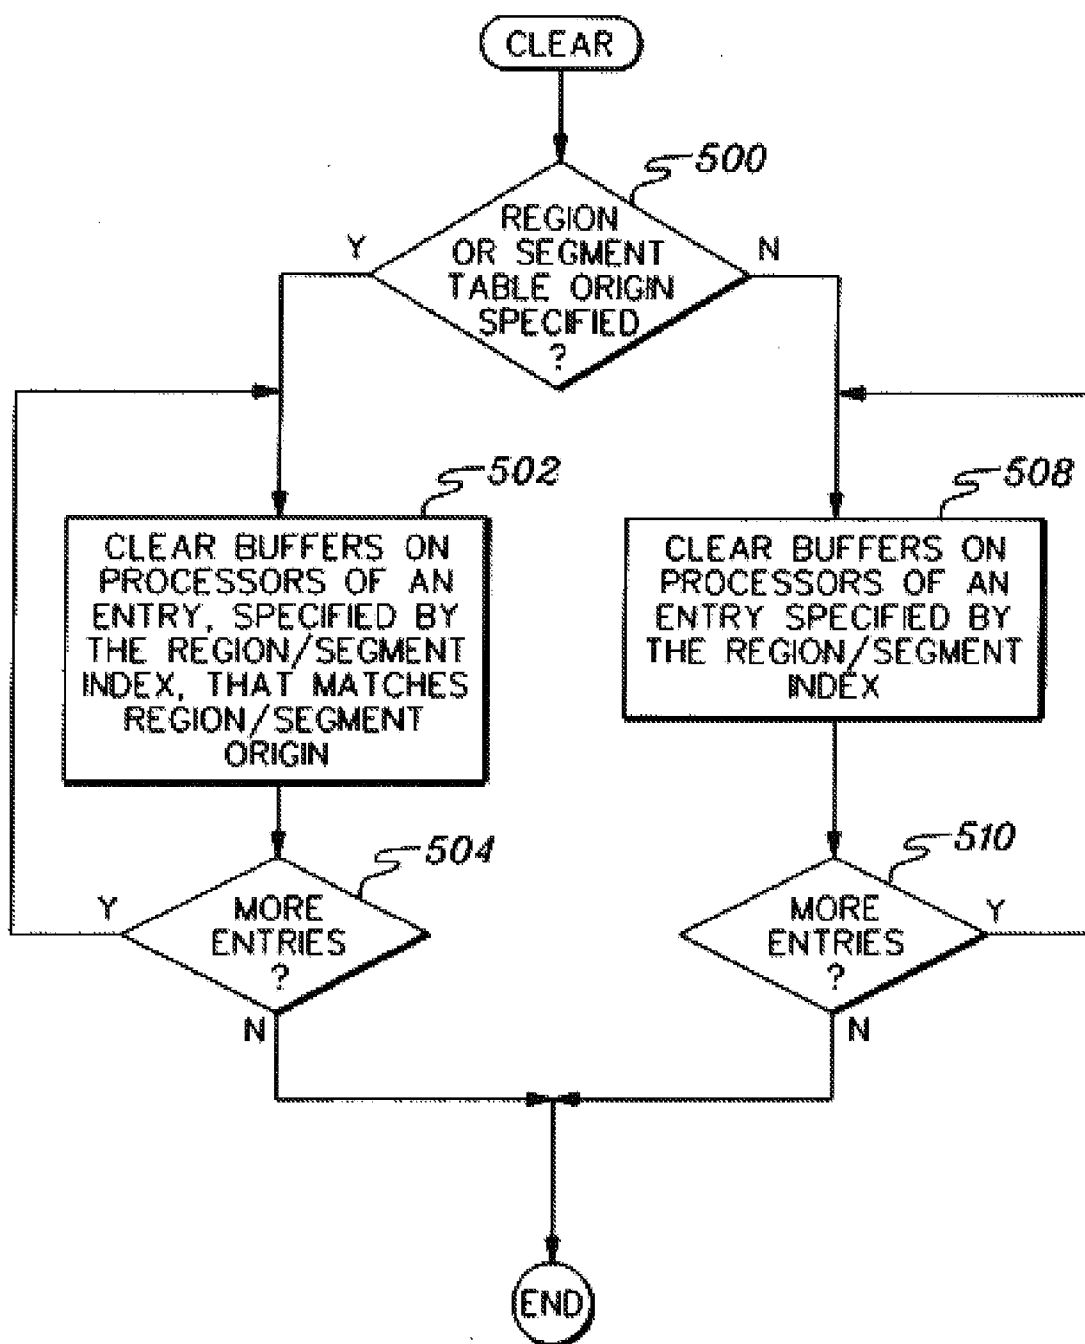 CLEAR
500
REGION
OR SEGMENT
TABLE ORIGIN
SPECIFIED
?
Y
N
502
CLEAR BUFFERS ON
PROCESSORS OF AN
ENTRY, SPECIFIED BY
THE REGION/SEGMENT
INDEX, THAT MATCHES
REGION/SEGMENT
ORIGIN
508
CLEAR BUFFERS ON
PROCESSORS OF AN
ENTRY SPECIFIED BY
THE REGION/SEGMENT
INDEX
504
MORE
ENTRIES
?
Y
N
510
MORE
ENTRIES
?
Y
N
END